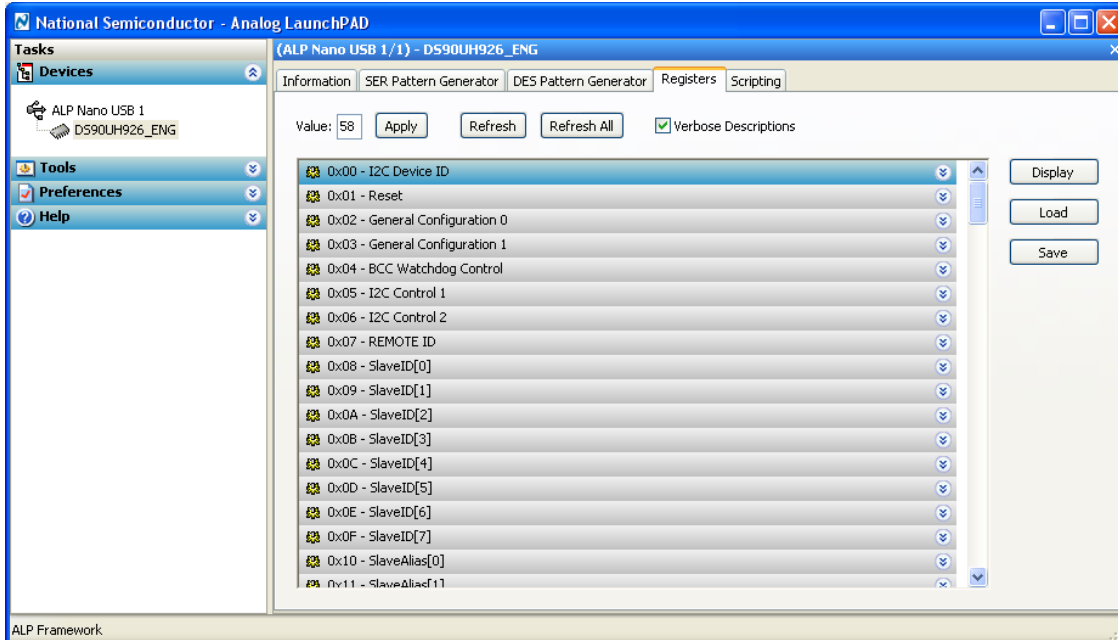 National Semiconductor - Analog LaunchPAD
Tasks
Devices
ALP Nano USB 1
DS90UH926_ENG
Tools
Preferences
Help
(ALP Nano USB 1/1) - DS90UH926_ENG
Information SER Pattern Generator DES Pattern Generator Registers Scripting
Value: 58 Apply Refresh Refresh All Verbose Descriptions
0x00 - I2C Device ID
0x01 - Reset
0x02 - General Configuration 0
0x03 - General Configuration 1
0x04 - BCC Watchdog Control
0x05 - I2C Control 1
0x06 - I2C Control 2
0x07 - REMOTE ID
0x08 - SlaveID[0]
0x09 - SlaveID[1]
0x0A - SlaveID[2]
0x0B - SlaveID[3]
0x0C - SlaveID[4]
0x0D - SlaveID[5]
0x0E - SlaveID[6]
0x0F - SlaveID[7]
0x10 - SlaveAlias[0]
0x11 - SlaveAlias[1]
Display
Load
Save
ALP Framework